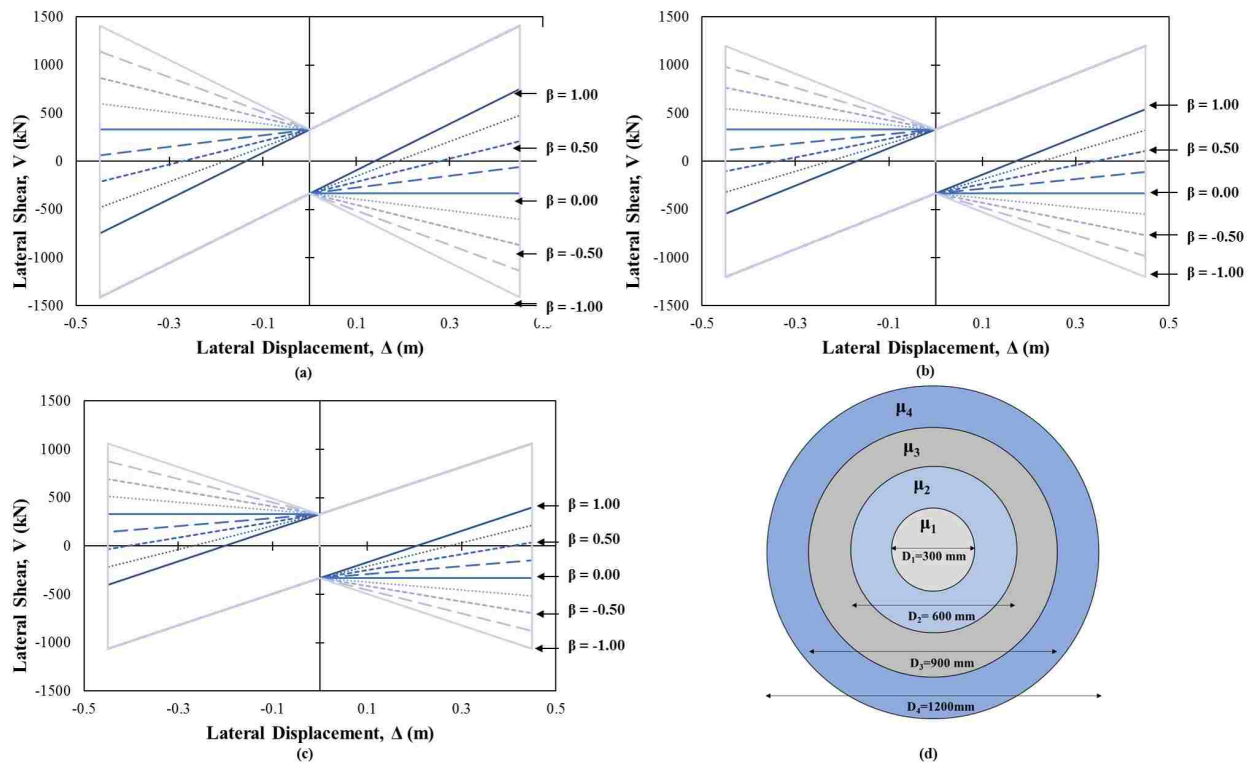 1500
1000
500
0
-500
-1000
-1500
-0.5
-0.3
-0.1
0.1
0.3
Lateral Shear, V (kN)
Lateral Displacement, Δ (m)
β = 1.00
β = 0.50
β = 0.00
β = -0.50
β = -1.00
(a)
1500
1000
500
0
-500
-1000
-1500
-0.5
-0.3
-0.1
0.1
0.3
0.5
Lateral Shear, V (kN)
Lateral Displacement, Δ (m)
β = 1.00
β = 0.50
β = 0.00
β = -0.50
β = -1.00
(b)
1500
1000
500
0
-500
-1000
-1500
-0.5
-0.3
-0.1
0.1
0.3
0.5
Lateral Shear, V (kN)
Lateral Displacement, Δ (m)
β = 1.00
β = 0.50
β = 0.00
β = -0.50
β = -1.00
(c)
μ4
μ3
μ2
μ1
D1=300 mm
D2= 600 mm
D3=900 mm
D4=1200mm
(d)